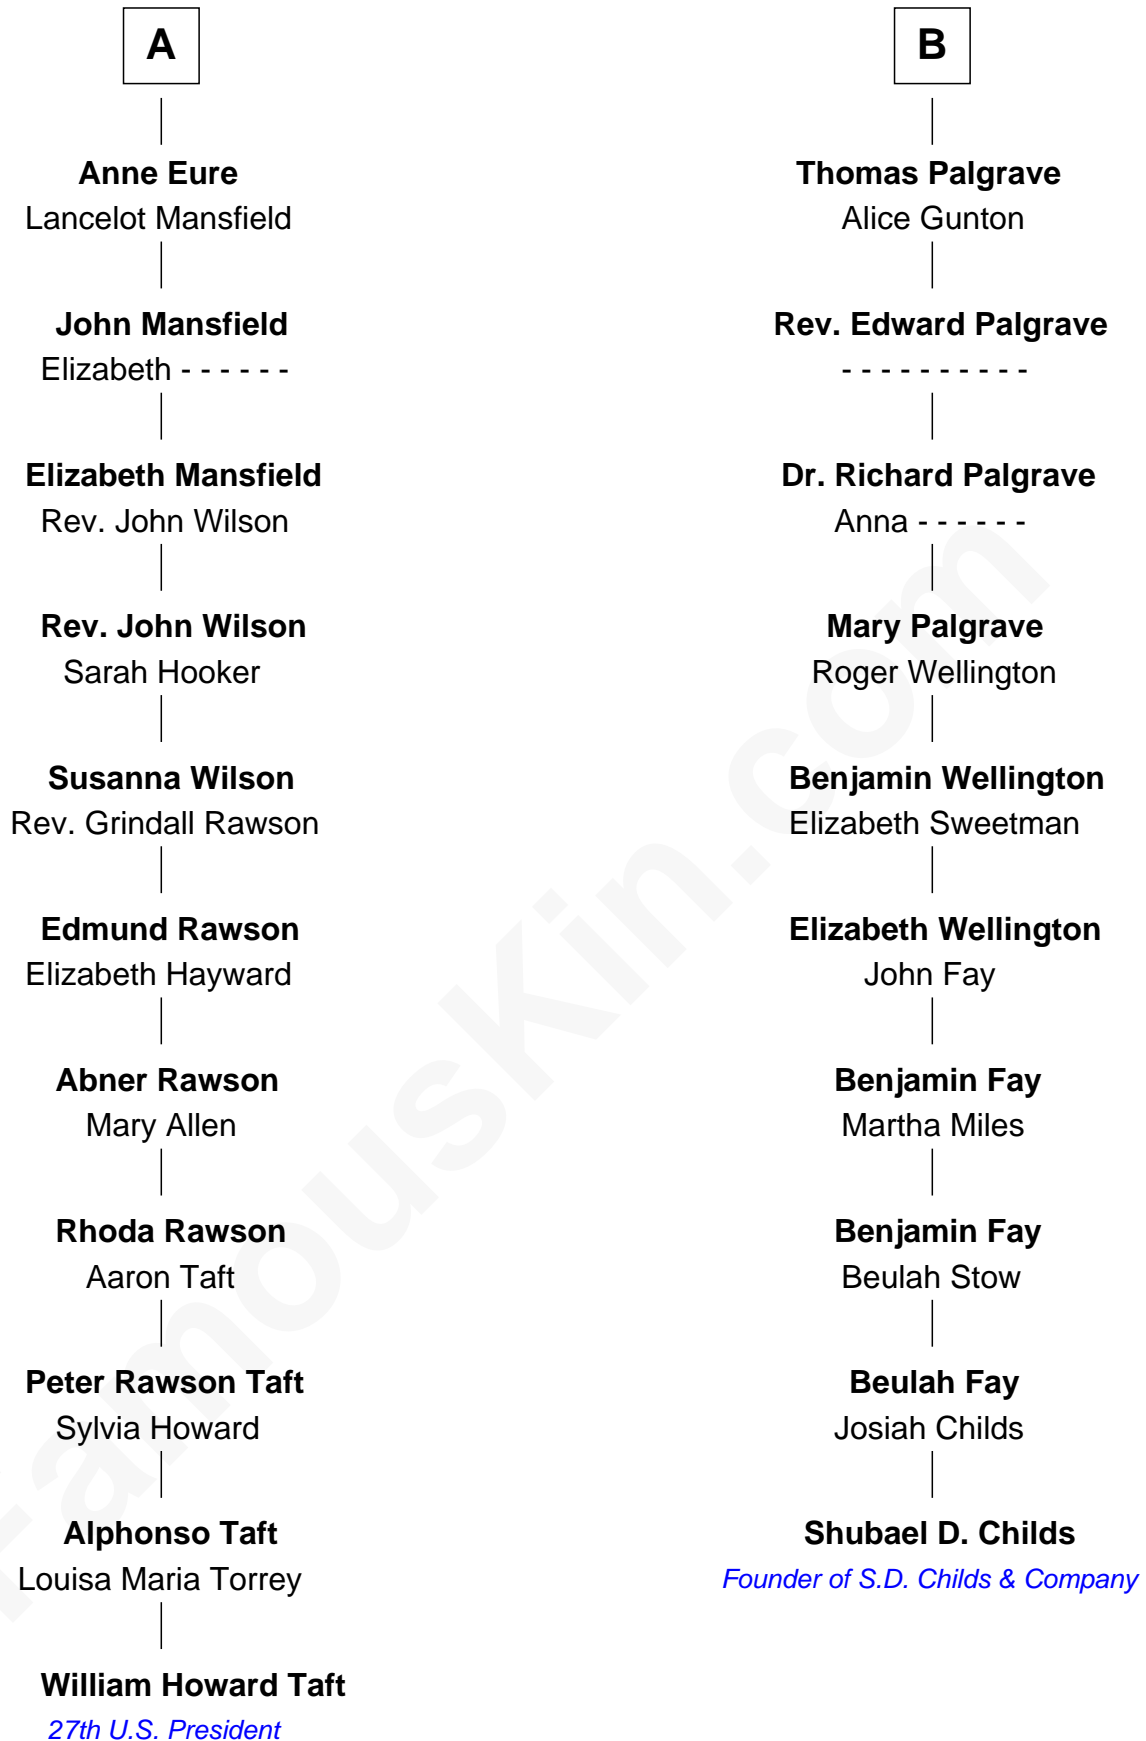 A
Anne Eure
Lancelot Mansfield
John Mansfield
Elizabeth - - - - - -
Elizabeth Mansfield
Rev. John Wilson
Rev. John Wilson
Sarah Hooker
Susanna Wilson
Rev. Grindall Rawson
Edmund Rawson
Elizabeth Hayward
Abner Rawson
Mary Allen
Rhoda Rawson
Aaron Taft
Peter Rawson Taft
Sylvia Howard
Alphonso Taft
Louisa Maria Torrey
William Howard Taft
27th U.S. President
B
Thomas Palgrave
Alice Gunton
Rev. Edward Palgrave
- - - - - - - - - -
Dr. Richard Palgrave
Anna - - - - - -
Mary Palgrave
Roger Wellington
Benjamin Wellington
Elizabeth Sweetman
Elizabeth Wellington
John Fay
Benjamin Fay
Martha Miles
Benjamin Fay
Beulah Stow
Beulah Fay
Josiah Childs
Shubael D. Childs
Founder of S.D. Childs & Company
FamousKin.com